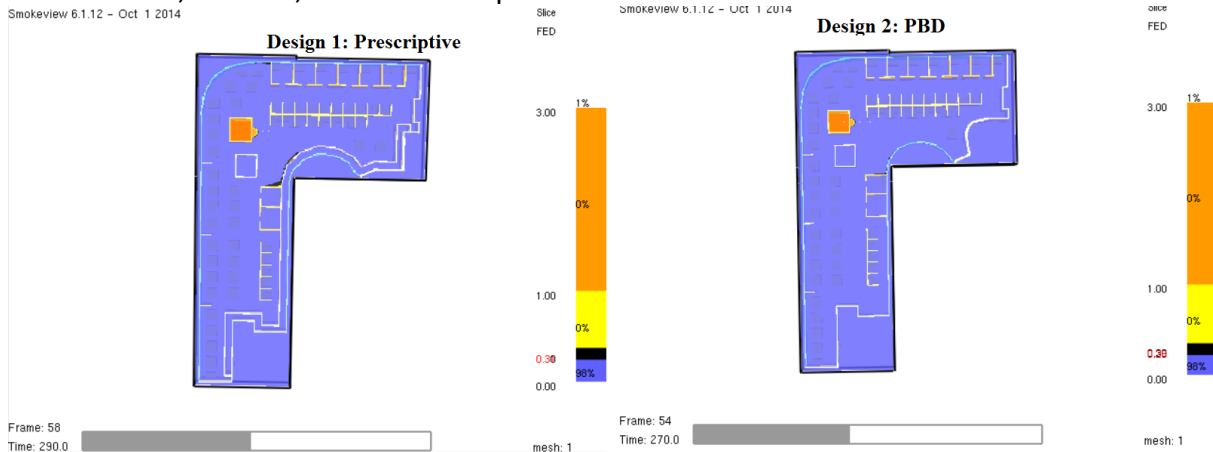 Smokeview 6.1.12 - Oct 1 2014
Slice
FED
Design 1: Prescriptive
3.00
1%
0%
1.00
0%
0.30
98%
0.00
Frame: 58
Time: 290.0
mesh: 1
Smokeview 6.1.12 - Oct 1 2014
Slice
FED
Design 2: PBD
3.00
1%
0%
1.00
0%
98%
0.00
Frame: 54
Time: 270.0
mesh: 1